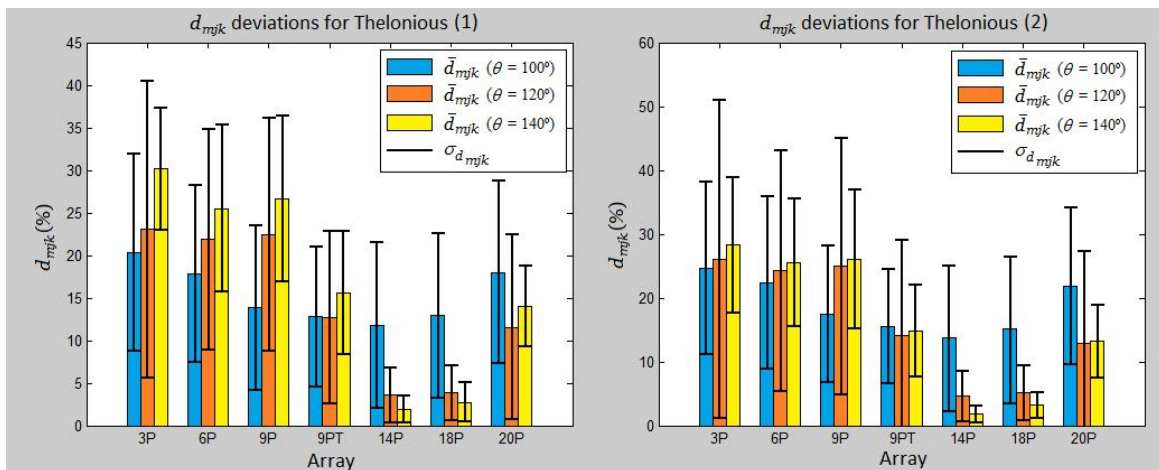 d_mjk deviations for Thelonious (1)
45
40
35
30
25
20
15
10
5
0
d_mjk(%)
d̄_mjk (θ = 100º)
d̄_mjk (θ = 120º)
d̄_mjk (θ = 140º)
σ_d_mjk
3P 6P 9P 9PT 14P 18P 20P
Array
d_mjk deviations for Thelonious (2)
60
50
40
30
20
10
0
d_mjk(%)
d̄_mjk (θ = 100º)
d̄_mjk (θ = 120º)
d̄_mjk (θ = 140º)
σ_d_mjk
3P 6P 9P 9PT 14P 18P 20P
Array